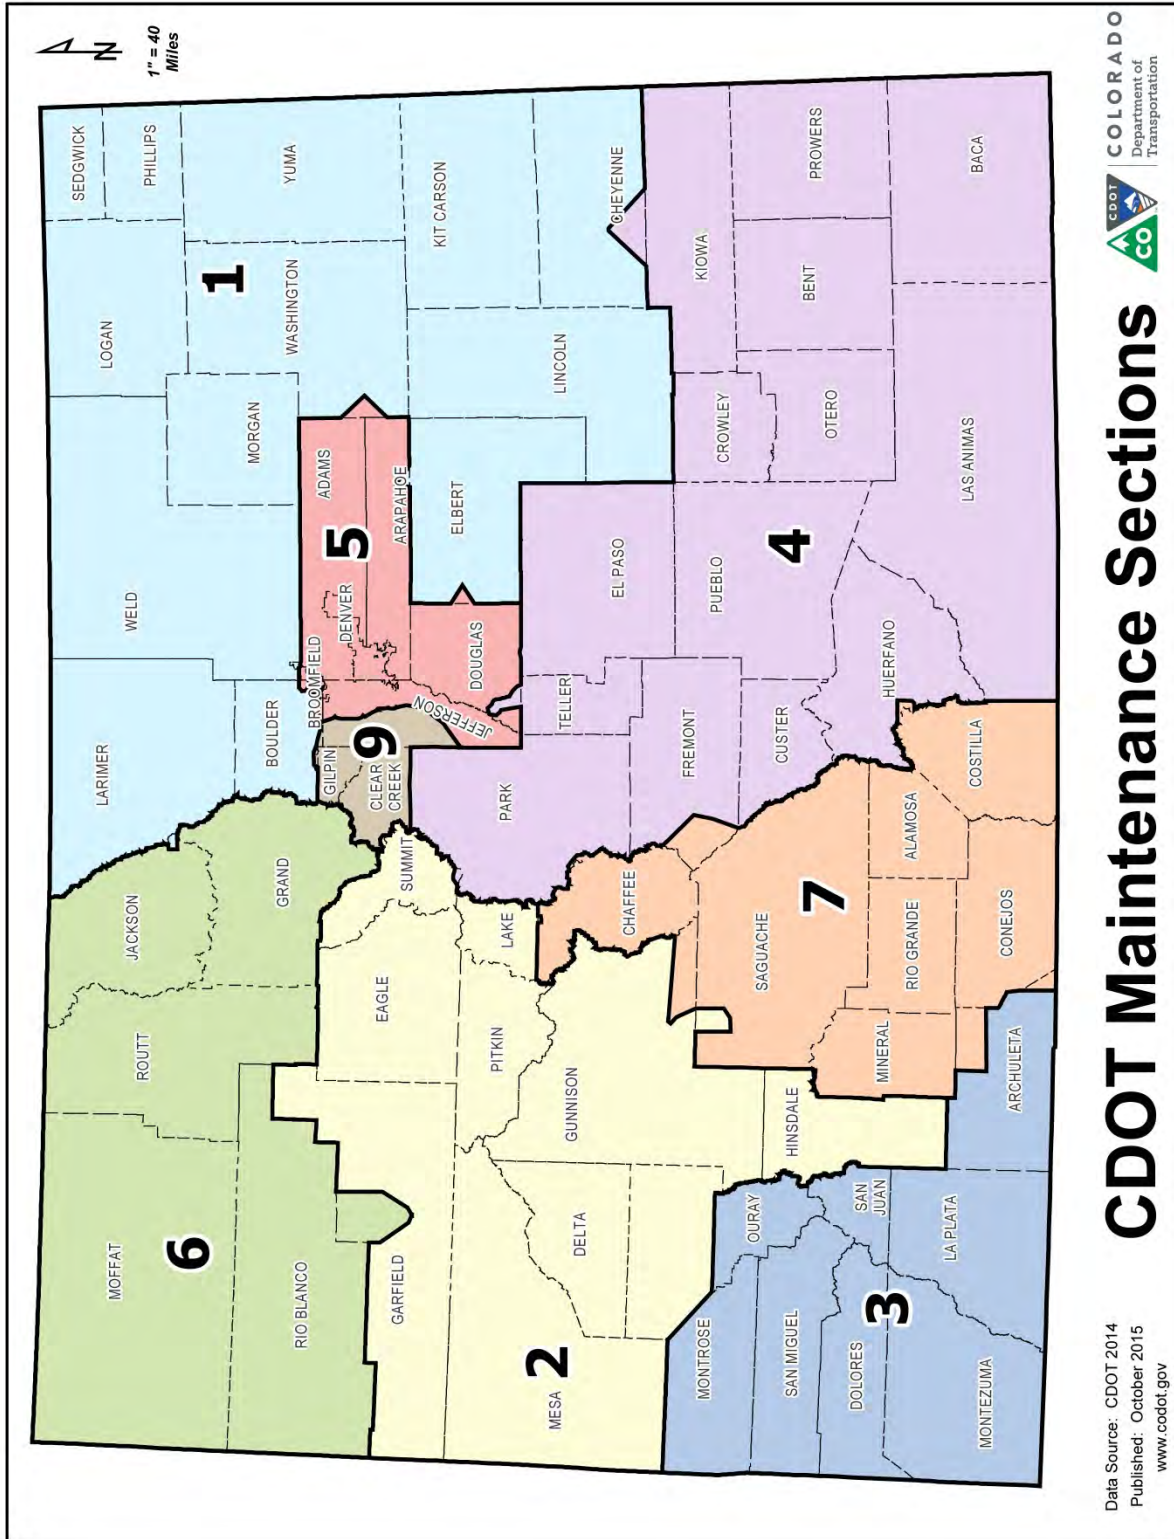 N
1" = 40
Miles
MOFFAT
ROUTT
JACKSON
LARIMER
WELD
LOGAN
SEDGWICK
PHILLIPS
6
1
MORGAN
RIO BLANCO
GRAND
BOULDER
WASHINGTON
YUMA
BROOMFIELD
GILPIN
ADAMS
5
DENVER
9
CLEAR
CREEK
ARAPAHOE
GARFIELD
EAGLE
SUMMIT
JEFFERSON
DOUGLAS
ELBERT
KIT CARSON
PITKIN
LAKE
PARK
2
MESA
DELTA
GUNNISON
CHAFFEE
TELLER
EL PASO
LINCOLN
CHEYENNE
FREMONT
PUEBLO
CROWLEY
KIOWA
MONTROSE
OURAY
SAGUACHE
CUSTER
4
SAN MIGUEL
HINSDALE
7
OTERO
BENT
PROWERS
DOLORES
3
SAN
JUAN
MINERAL
RIO GRANDE
ALAMOSA
HUERFANO
MONTEZUMA
LA PLATA
ARCHULETA
CONEJOS
COSTILLA
LAS ANIMAS
BACA
Data Source: CDOT 2014
Published: October 2015
www.codot.gov
CDOT Maintenance Sections
CO
CDOT
COLORADO
Department of
Transportation